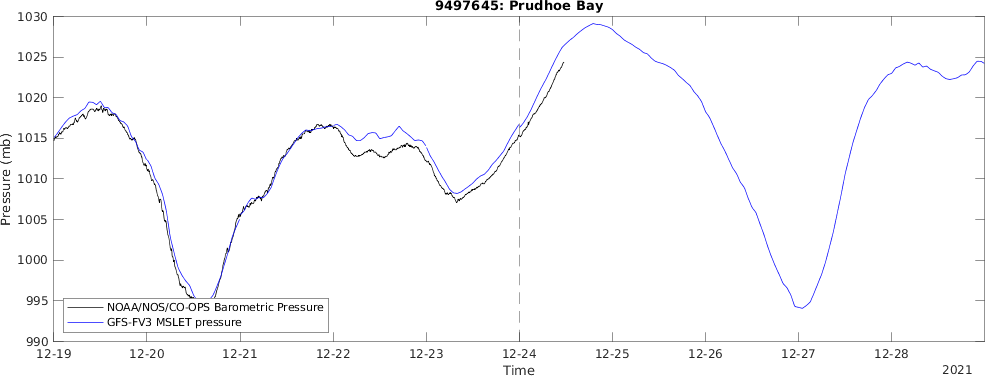 9497645: Prudhoe Bay
1030
1025
1020
1015
1010
1005
1000
995
990
Pressure (mb)
NOAA/NOS/CO-OPS Barometric Pressure
GFS-FV3 MSLET pressure
12-19 12-20 12-21 12-22 12-23 12-24 12-25 12-26 12-27 12-28
Time
2021